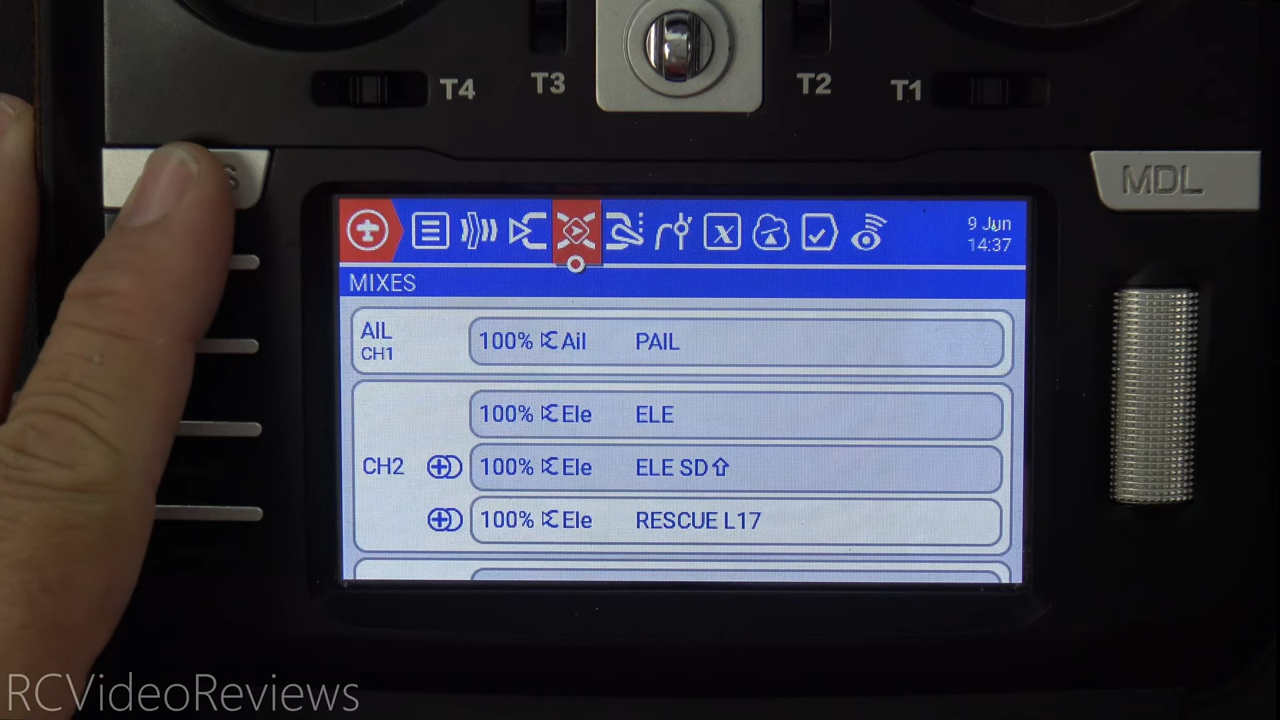 T4 T3 T2 T1
S
MDL
9 Jun
14:37
MIXES
AIL
CH1
100% Ail PAIL
100% Ele ELE
CH2
100% Ele ELE SD
100% Ele RESCUE L17
RCVideoReviews